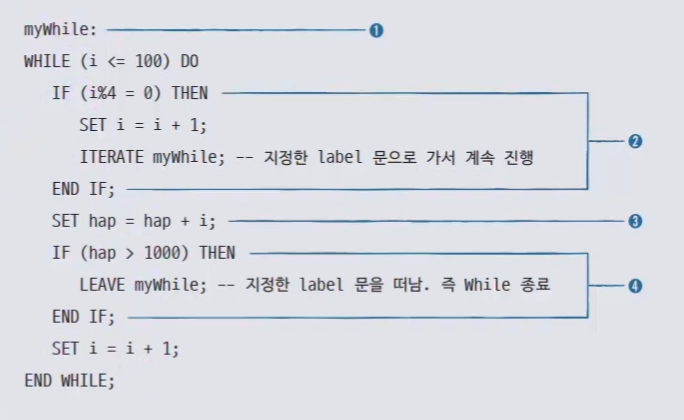 myWhile: ❶
WHILE (i <= 100) DO
IF (i%4 = 0) THEN
SET i = i + 1;
ITERATE myWhile; -- 지정한 label 문으로 가서 계속 진행 ❷
END IF;
SET hap = hap + i; ❸
IF (hap > 1000) THEN
LEAVE myWhile; -- 지정한 label 문을 떠남. 즉 While 종료 ❹
END IF;
SET i = i + 1;
END WHILE;